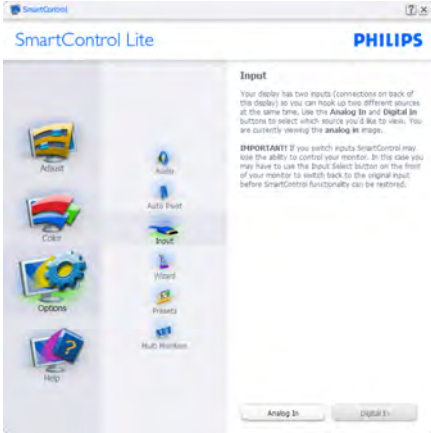 SmartControl
SmartControl Lite
PHILIPS
Adjust
Color
Options
Help
Audio
Auto Pivot
Input
Wizard
Presets
Multi Monitors
Input
Your display has two inputs (connections on back of
the display) so you can hook up two different sources
at the same time. Use the Analog In and Digital In
buttons to select which source you'd like to view. You
are currently viewing the analog in image.
IMPORTANT! If you switch inputs SmartControl may
lose the ability to control your monitor. In the case you
may have to use the Input Select button on the front
of your monitor to switch back to the original input
before SmartControl functionality can be restored.
Analog In
Digital In